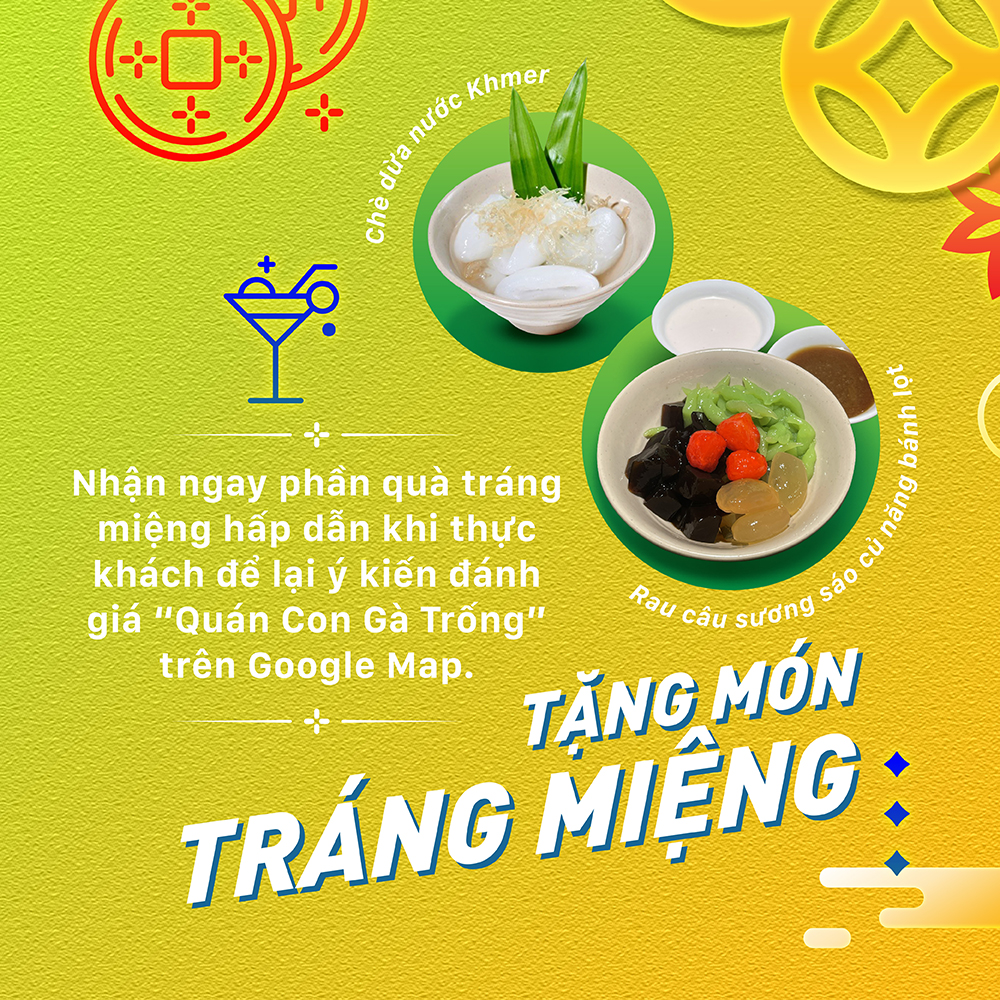 Chè dừa nước Khmer
Rau câu sương sáo củ năng bánh lọt
Nhận ngay phần quà tráng
miệng hấp dẫn khi thực
khách để lại ý kiến đánh
giá "Quán Con Gà Trống"
trên Google Map.
TẶNG MÓN
TRÁNG MIỆNG